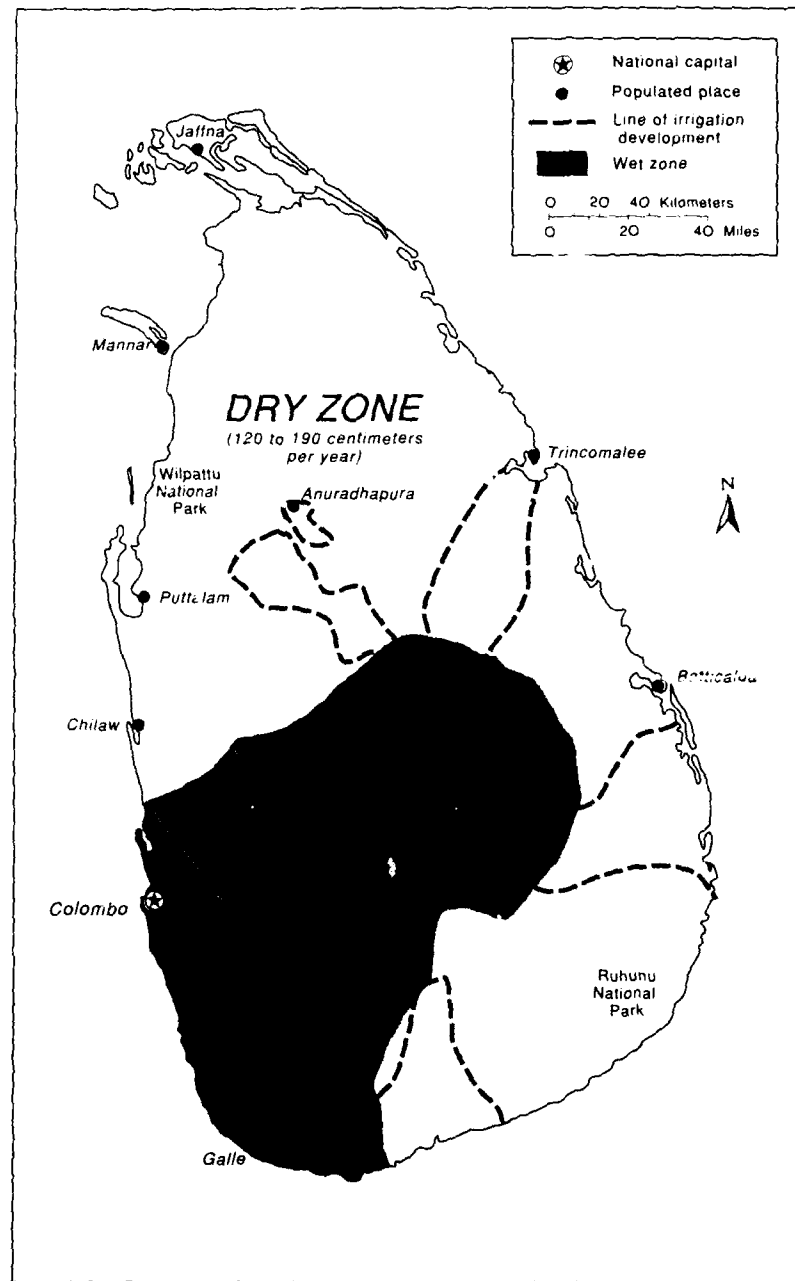 National capital
Populated place
Line of irrigation
development
Wet zone
0 20 40 Kilometers
0 20 40 Miles
Jaffna
Mannar
DRY ZONE
(120 to 190 centimeters
per year)
Trincomalee
Wilpattu
National
Park
Anuradhapura
N
Puttalam
Batticaloa
Chilaw
Colombo
Ruhunu
National
Park
Galle